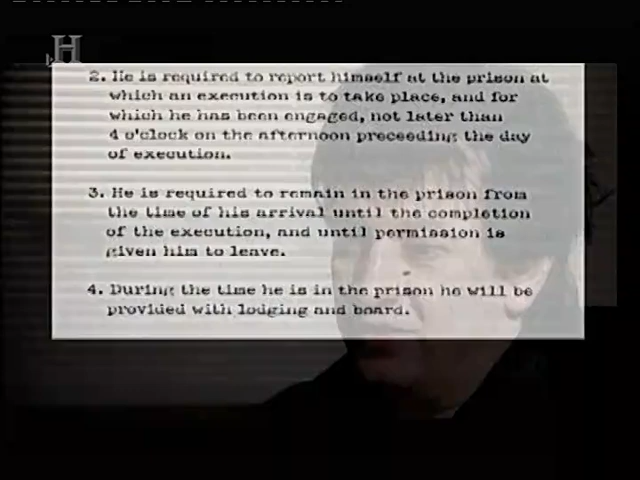 H
2. He is required to report himself at the prison at
which an execution is to take place, and for
which he has been engaged, not later than
4 o'clock on the afternoon preceeding the day
of execution.
3. He is required to remain in the prison from
the time of his arrival until the completion
of the execution, and until permission is
given him to leave.
4. During the time he is in the prison he will be
provided with lodging and board.